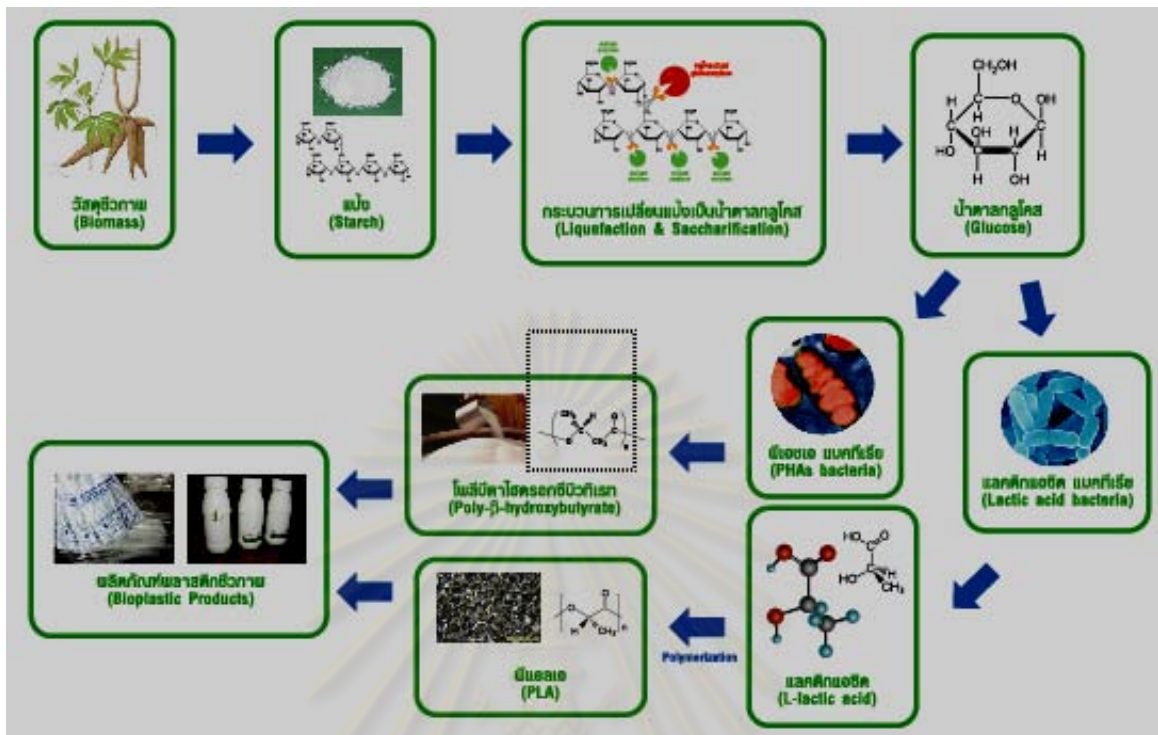 วัสดุชีวภาพ
(Biomass)
แป้ง
(Starch)
กระบวนการเปลี่ยนแป้งเป็นน้ำตาลกลูโคส
(Liquefaction & Saccharification)
CH₂OH
H
O
OH
H
H
OH
H
HO
H
H
OH
น้ำตาลกลูโคส
(Glucose)
พีเอชเอ แบคทีเรีย
(PHAs bacteria)
แลคติกแอซิด แบคทีเรีย
(Lactic acid bacteria)
โพลีบีตาไฮดรอกซีบิวทิเรท
(Poly-β-hydroxybutyrate)
ผลิตภัณฑ์พลาสติกชีวภาพ
(Bioplastic Products)
HO
O
HO
H
CH₃
แลคติกแอซิด
(L-lactic acid)
Polymerization
O
O
H
CH₃
n
พีแอลเอ
(PLA)